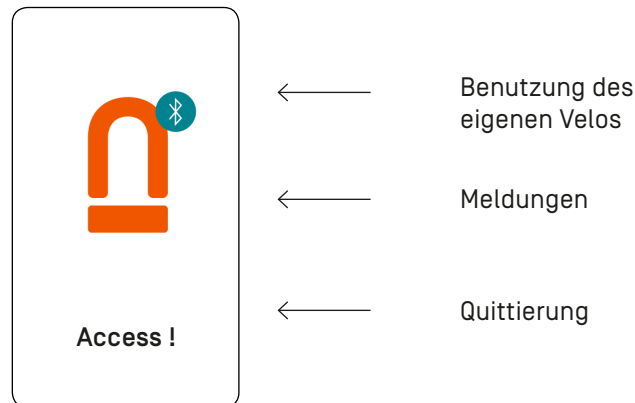 Benutzung des
eigenen Velos
Meldungen
Quittierung
Access !